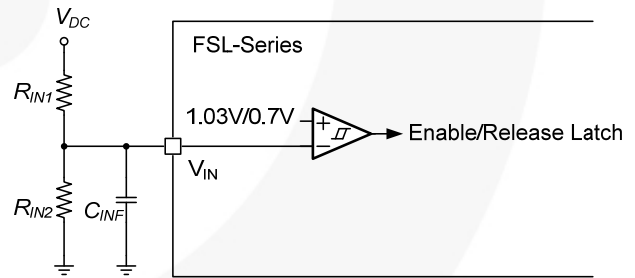 V_DC
FSL-Series
R_IN1
1.03V/0.7V
+
−
Enable/Release Latch
V_IN
R_IN2
C_INF